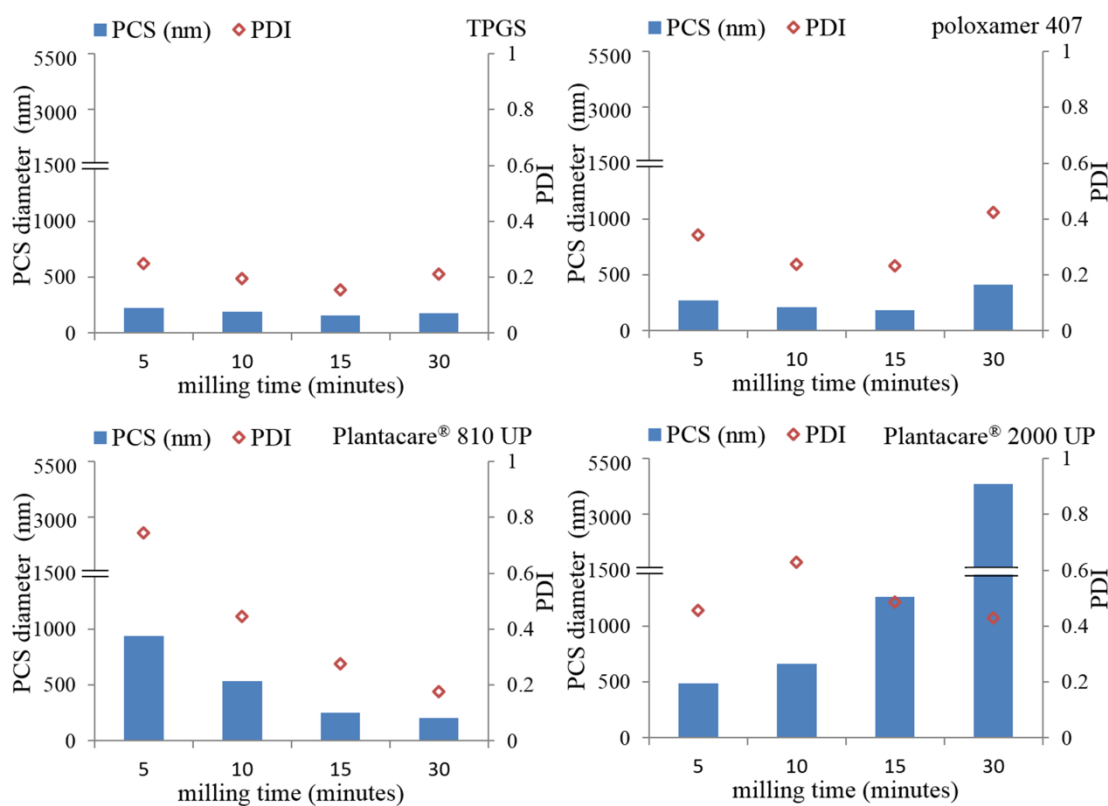 PCS (nm) PDI TPGS
PCS diameter (nm)
5500
3000
1500
1000
500
0
1
0.8
0.6
0.4
0.2
0
PDI
5 10 15 30
milling time (minutes)
PCS (nm) PDI poloxamer 407
PCS diameter (nm)
5500
3000
1500
1000
500
0
1
0.8
0.6
0.4
0.2
0
PDI
5 10 15 30
milling time (minutes)
PCS (nm) PDI Plantacare® 810 UP
PCS diameter (nm)
5500
3000
1500
1000
500
0
1
0.8
0.6
0.4
0.2
0
PDI
5 10 15 30
milling time (minutes)
PCS (nm) PDI Plantacare® 2000 UP
PCS diameter (nm)
5500
3000
1500
1000
500
0
1
0.8
0.6
0.4
0.2
0
PDI
5 10 15 30
milling time (minutes)